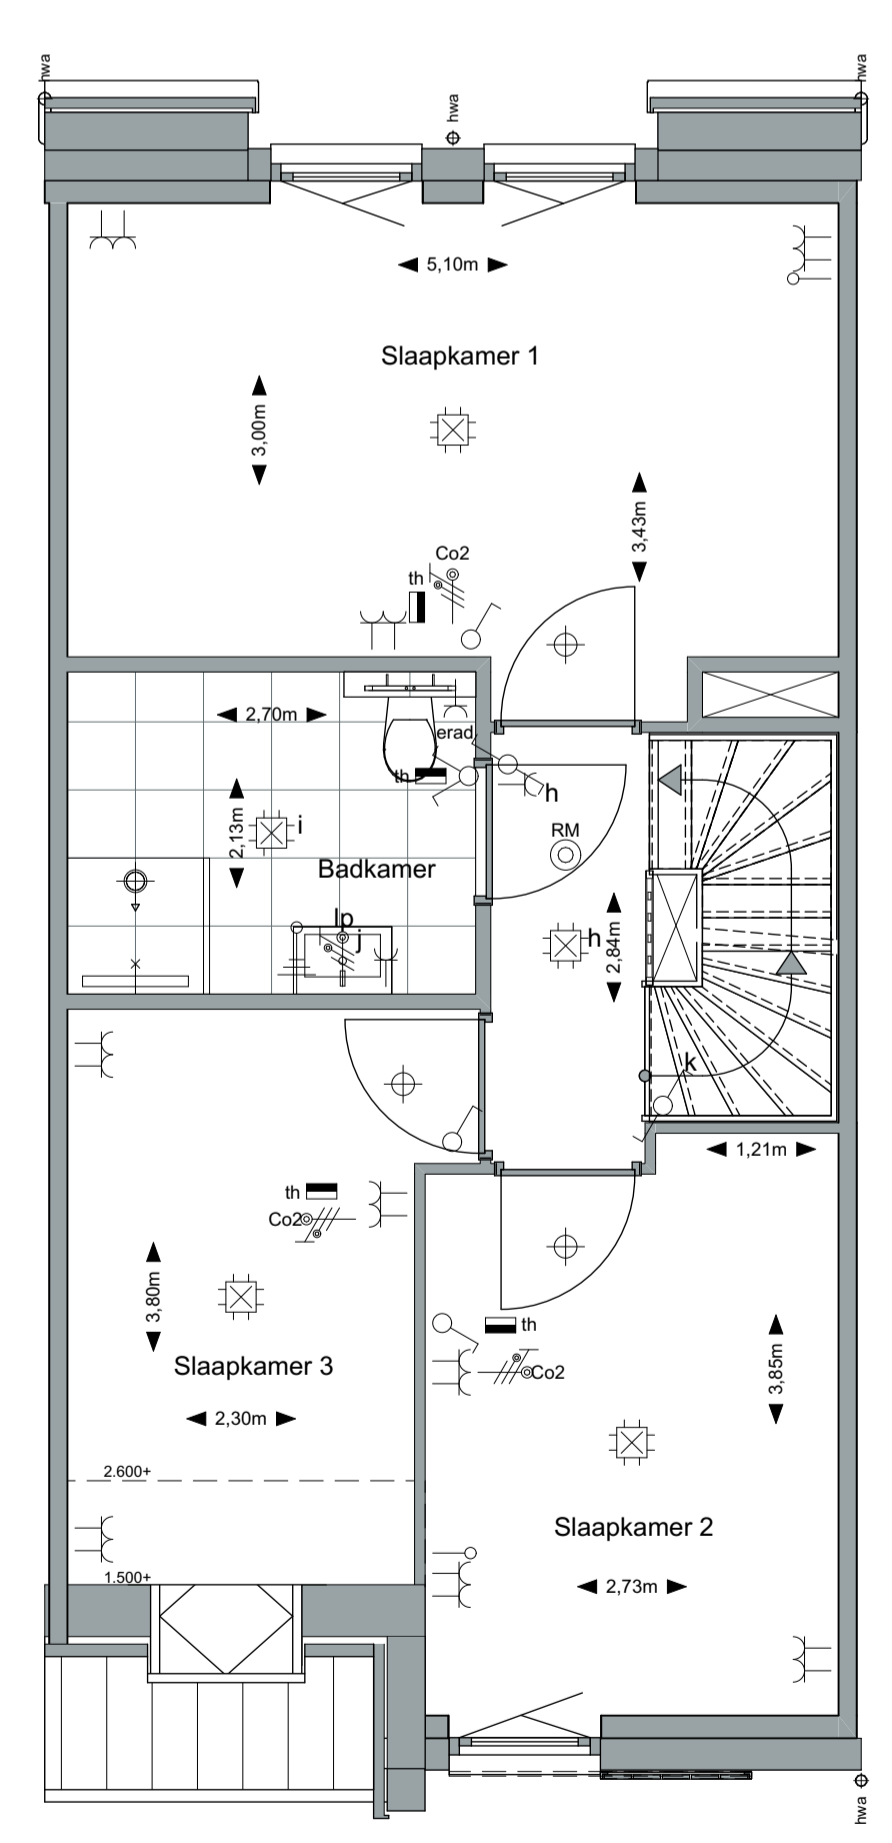 hwa
hwa
hwa
5,10m
Slaapkamer 1
3,00m
3,43m
Co2
th
2,70m
erad
th
h
2,13m
i
RM
Badkamer
lp
j
h
2,84m
k
1,21m
th
Co2
3,80m
th
Co2
3,85m
Slaapkamer 3
2,30m
2.600+
Slaapkamer 2
1.500+
2,73m
hwa